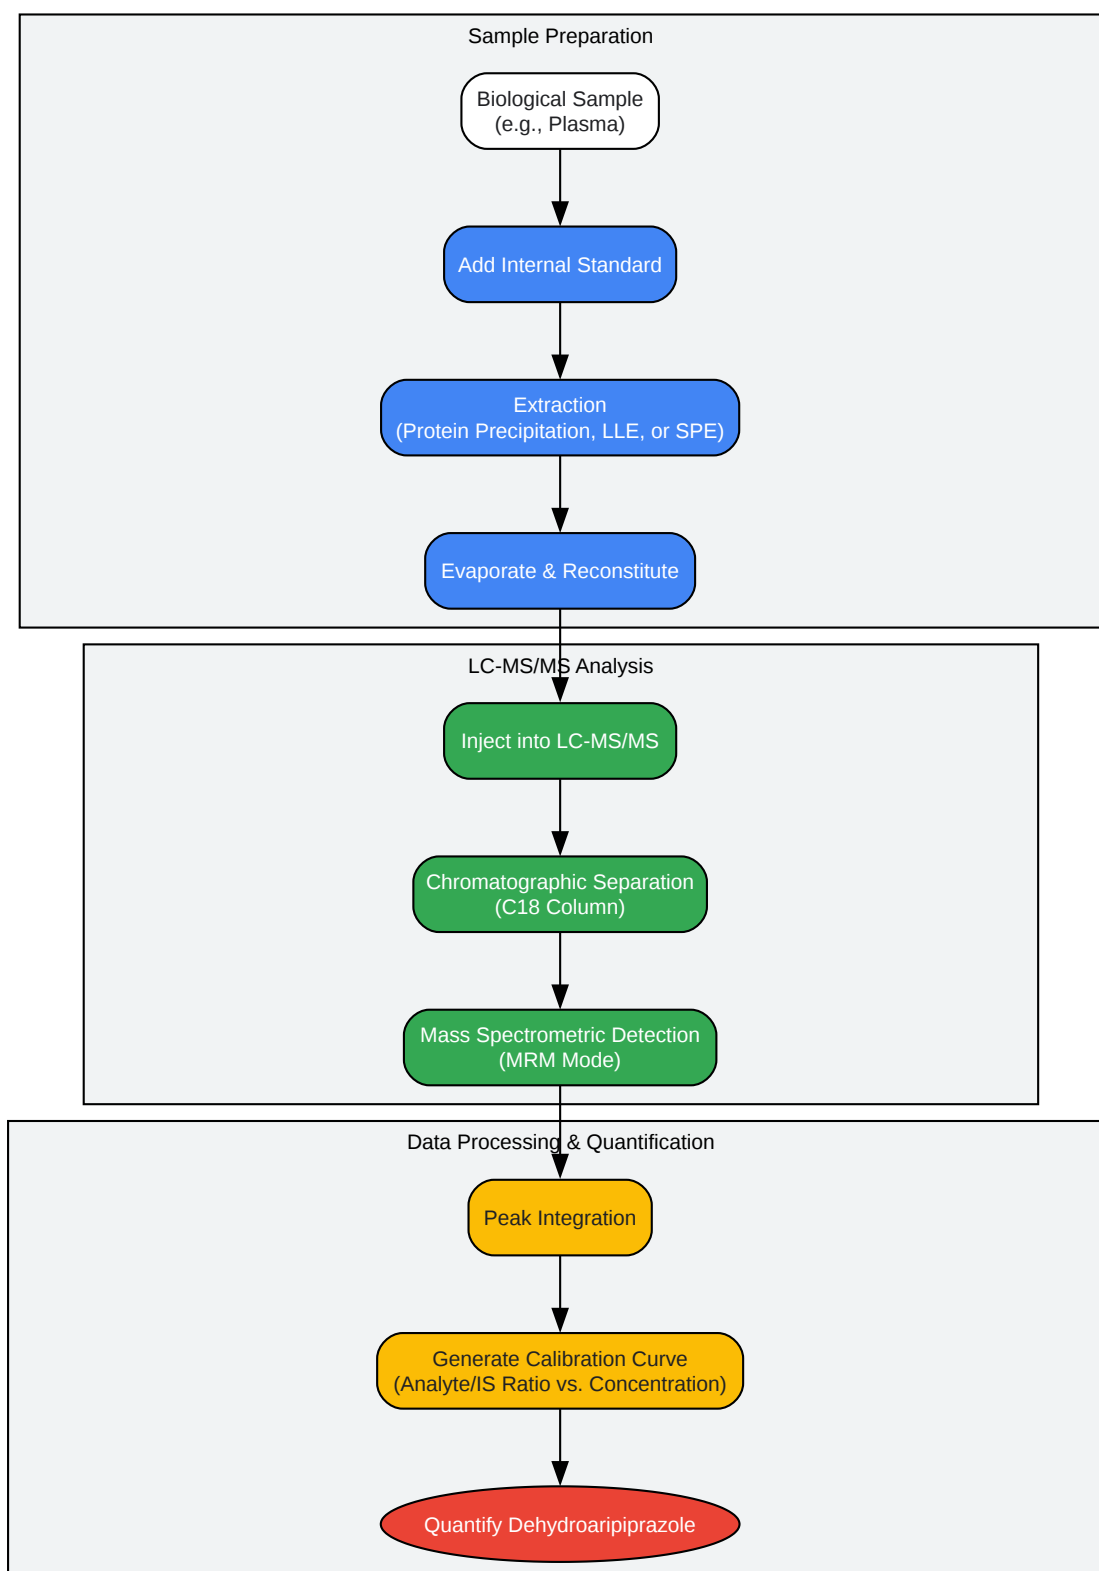 Sample Preparation
Biological Sample
(e.g., Plasma)
Add Internal Standard
Extraction
(Protein Precipitation, LLE, or SPE)
Evaporate & Reconstitute
LC-MS/MS Analysis
Inject into LC-MS/MS
Chromatographic Separation
(C18 Column)
Mass Spectrometric Detection
(MRM Mode)
Data Processing & Quantification
Peak Integration
Generate Calibration Curve
(Analyte/IS Ratio vs. Concentration)
Quantify Dehydroaripiprazole